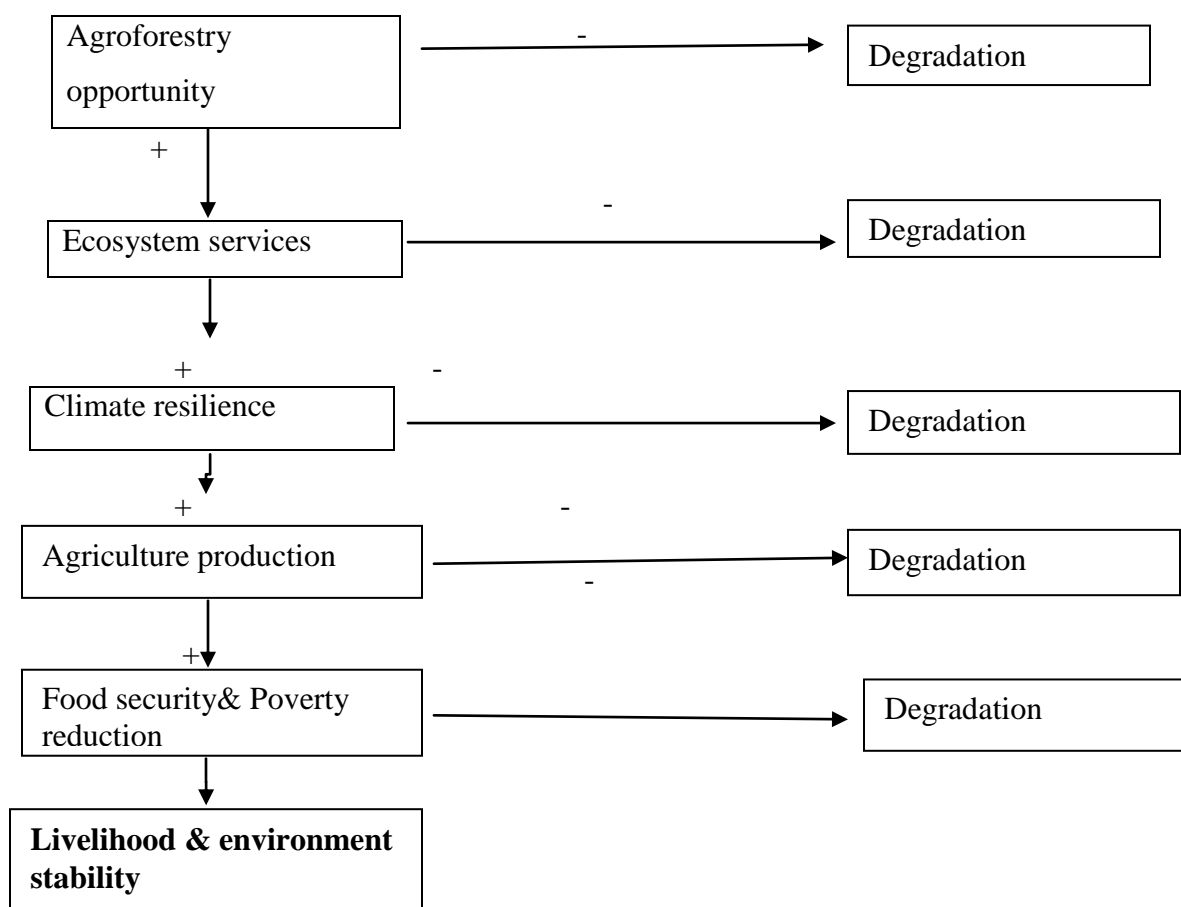 Agroforestry
opportunity
-
Degradation
+
-
Ecosystem services
Degradation
+
-
Climate resilience
Degradation
+
-
Agriculture production
Degradation
-
+
Food security& Poverty
reduction
Degradation
Livelihood & environment
stability